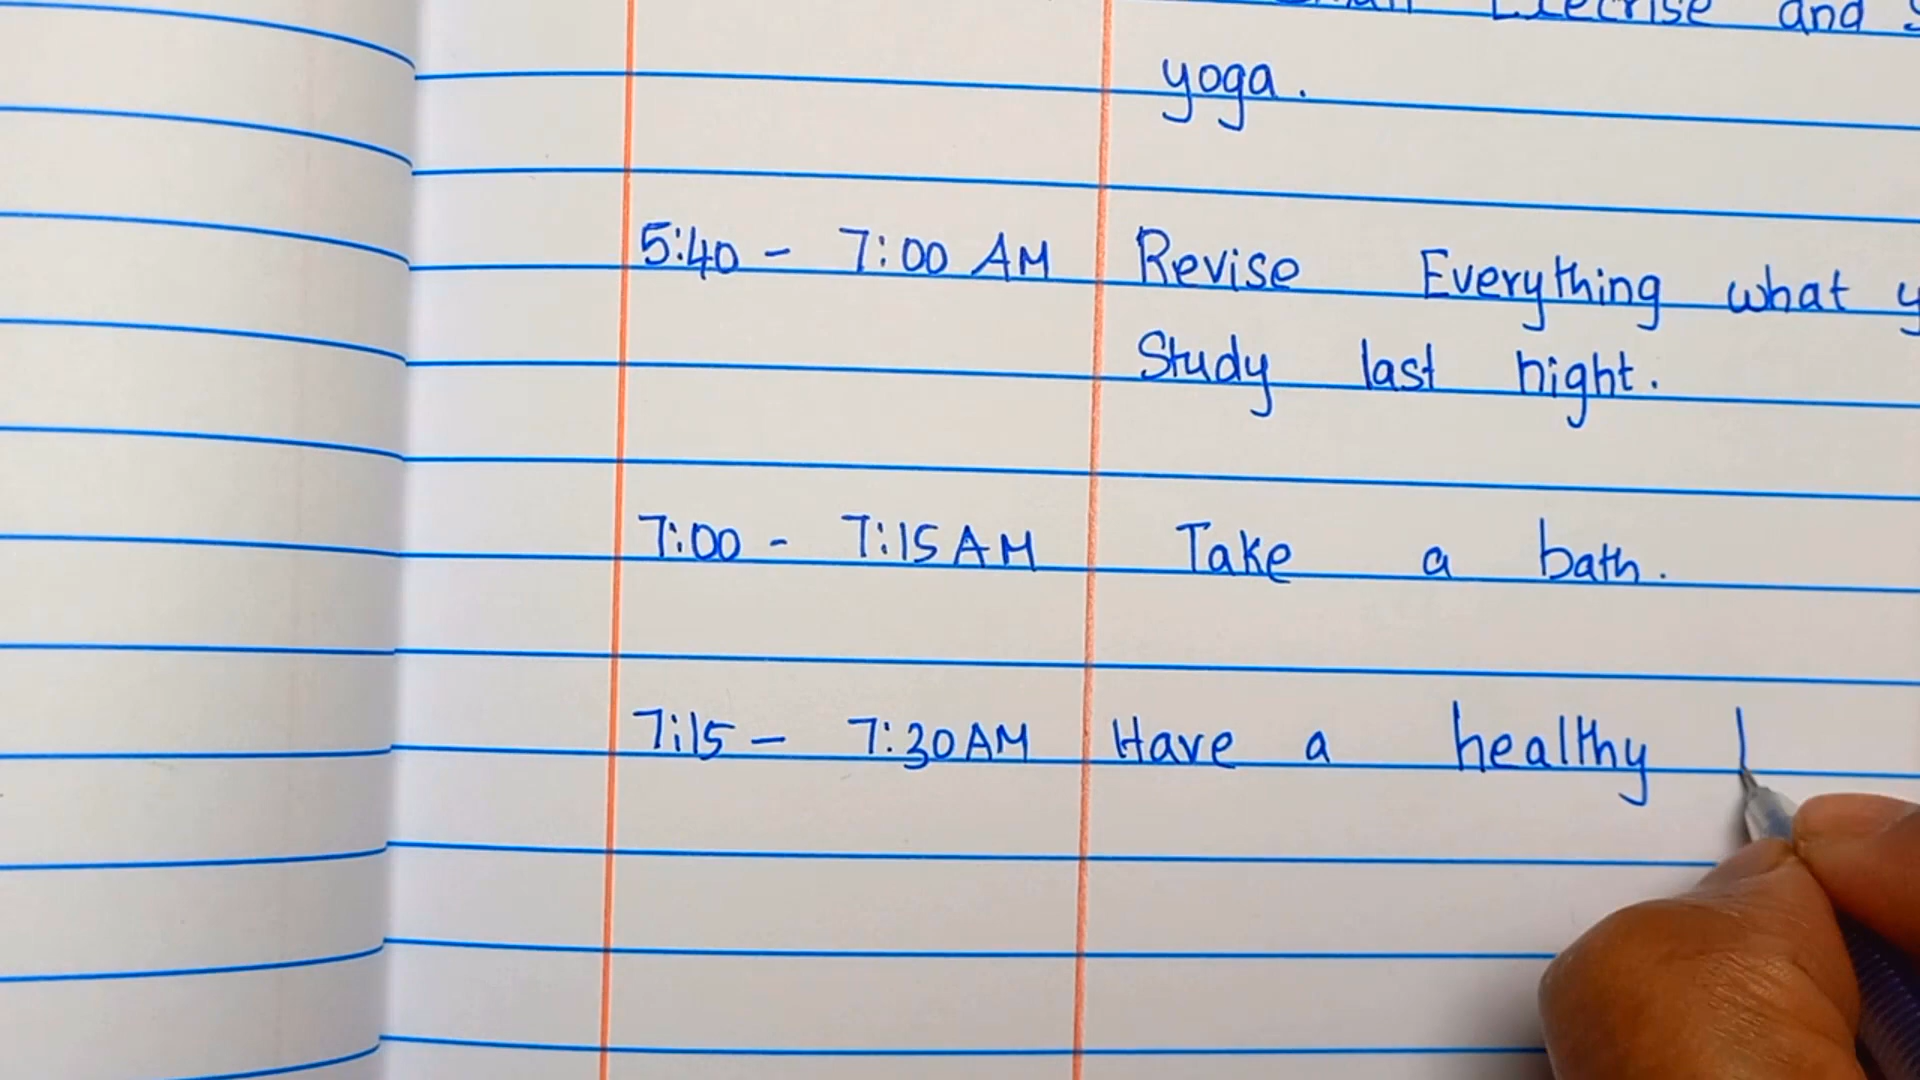 and
yoga.
5:40 - 7:00 AM Revise Everything what
Study last night.
7:00 - 7:15 AM Take a bath.
7:15 - 7:30 AM Have a healthy